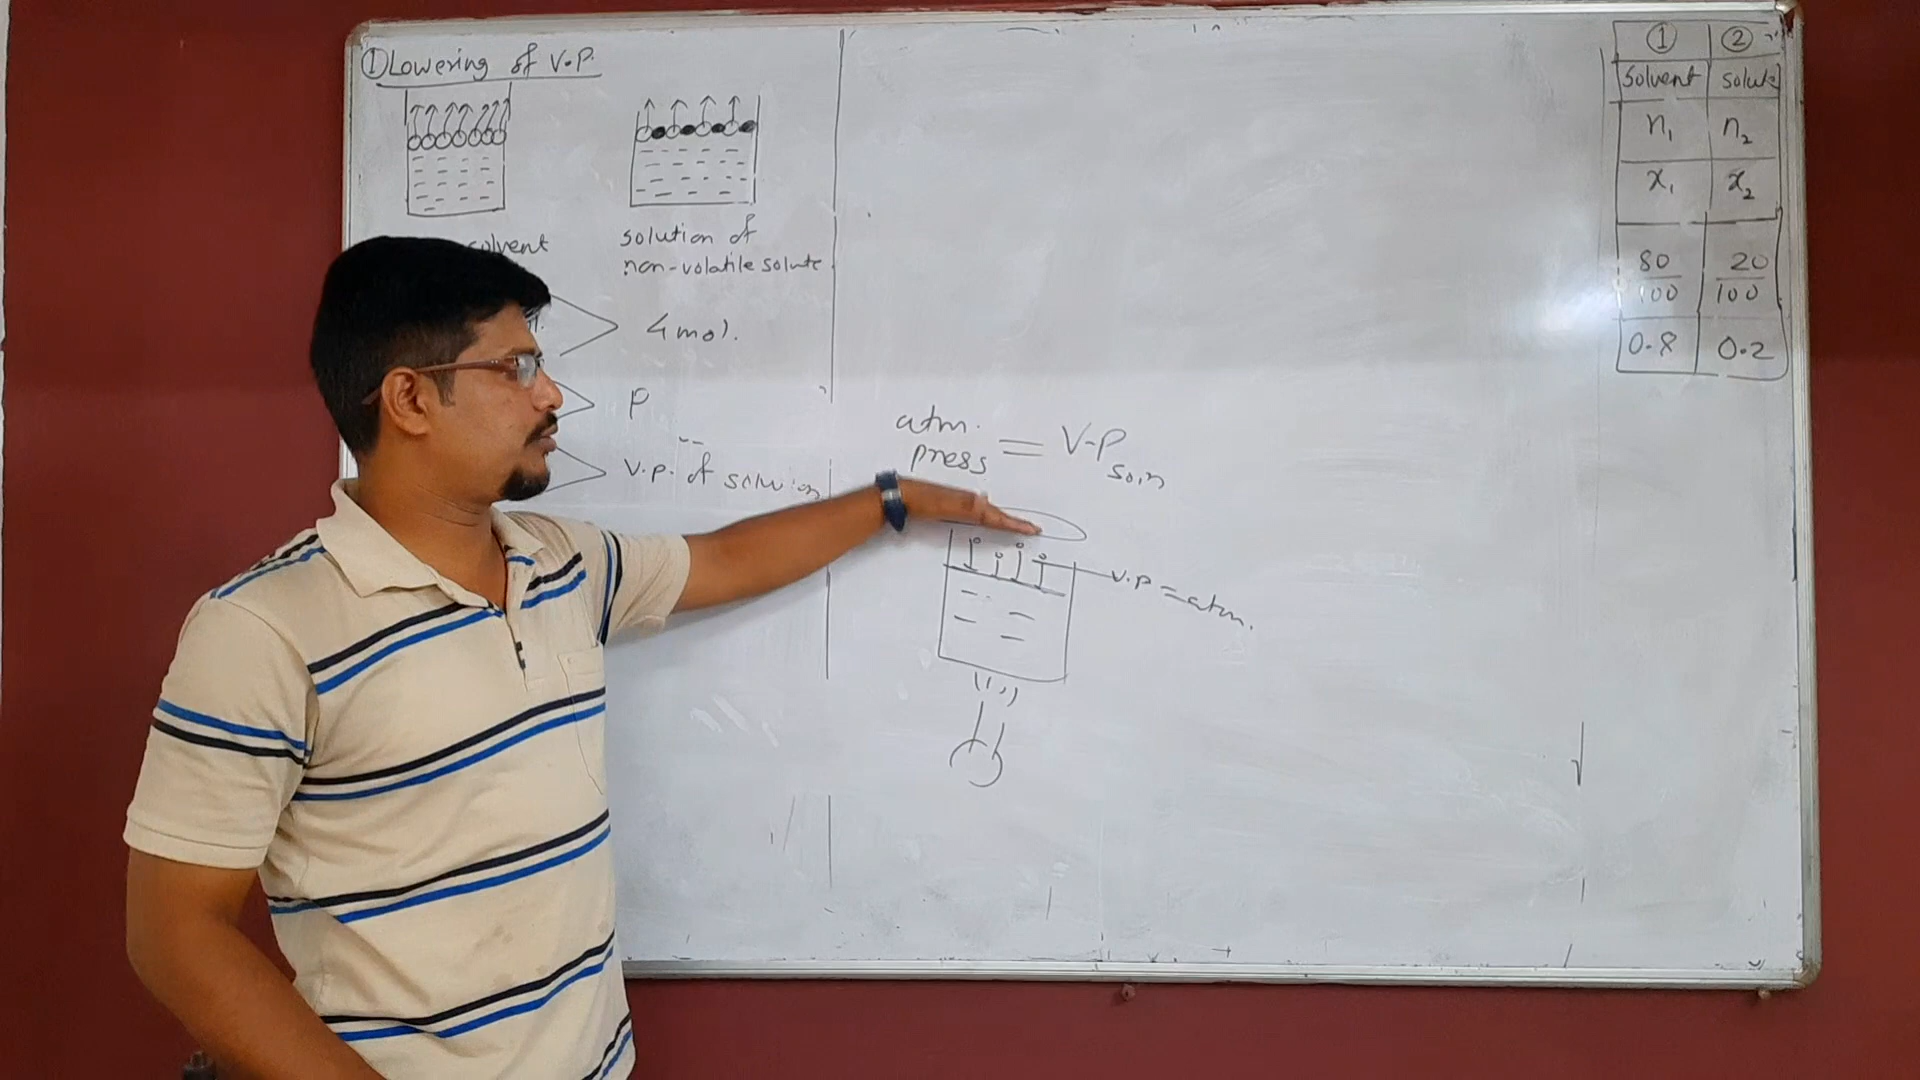 ① Lowering of V.P.
solvent
solution of
non-volatile solute
4 mol.
P
v.p. of solution
atm.
press = V-P soln
v.p = atm.
① ②
Solvent solute
n₁ n₂
x₁ x₂
80/100 20/100
0.8 0.2